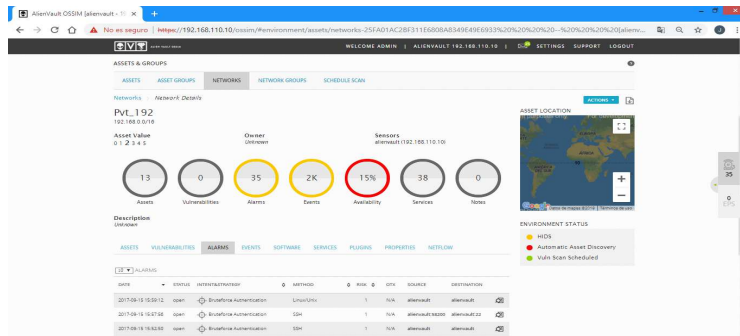 AlienVault OSSIM [alienvault - 19
No es seguro https://192.168.110.10/ossim/#environment/assets/networks-25FA01AC28F311E6808A8349E49E6933%20%20%20%20--%20%20%20%20[alienv...
WELCOME ADMIN | ALIENVAULT 192.168.110.10 | SETTINGS SUPPORT LOGOUT
ASSETS & GROUPS
ASSETS ASSET GROUPS NETWORKS NETWORK GROUPS SCHEDULE SCAN
Networks Network Details
ACTIONS
Pvt_192
192.168.0.0/16
ASSET LOCATION
Asset Value Owner Sensors
0 1 2 3 4 5 Unknown alienvault (192.168.110.10)
13 0 35 2K 15% 38 0
Assets Vulnerabilities Alarms Events Availability Services Notes
35
0
EPS
Description
Unknown
ENVIRONMENT STATUS
HIDS
Automatic Asset Discovery
Vuln Scan Scheduled
ASSETS VULNERABILITIES ALARMS EVENTS SOFTWARE SERVICES PLUGINS PROPERTIES NETFLOW
10 ALARMS
DATE STATUS INTENT&STRATEGY METHOD RISK OTX SOURCE DESTINATION
2017-09-15 15:59:12 open Bruteforce Authentication Linux/Unix 1 N/A alienvault alienvault
2017-09-15 15:57:58 open Bruteforce Authentication SSH 1 N/A alienvault:58200 alienvault:22
2017-09-15 15:52:50 open Bruteforce Authentication SSH 1 N/A alienvault alienvault